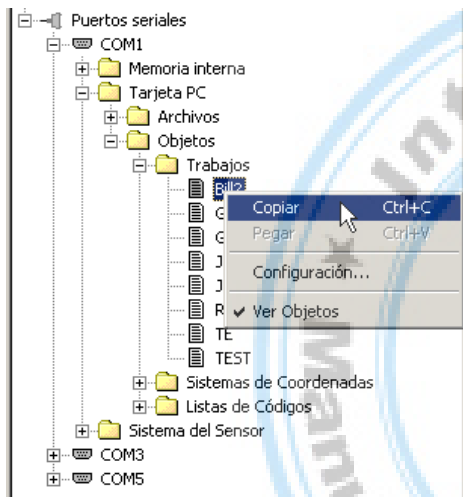 Puertos seriales
COM1
Memoria interna
Tarjeta PC
Archivos
Objetos
Trabajos
Copiar Ctrl+C
G
Pegar Ctrl+V
G
J
Configuración...
J
R
Ver Objetos
TE
TEST
Sistemas de Coordenadas
Listas de Códigos
Sistema del Sensor
COM3
COM5